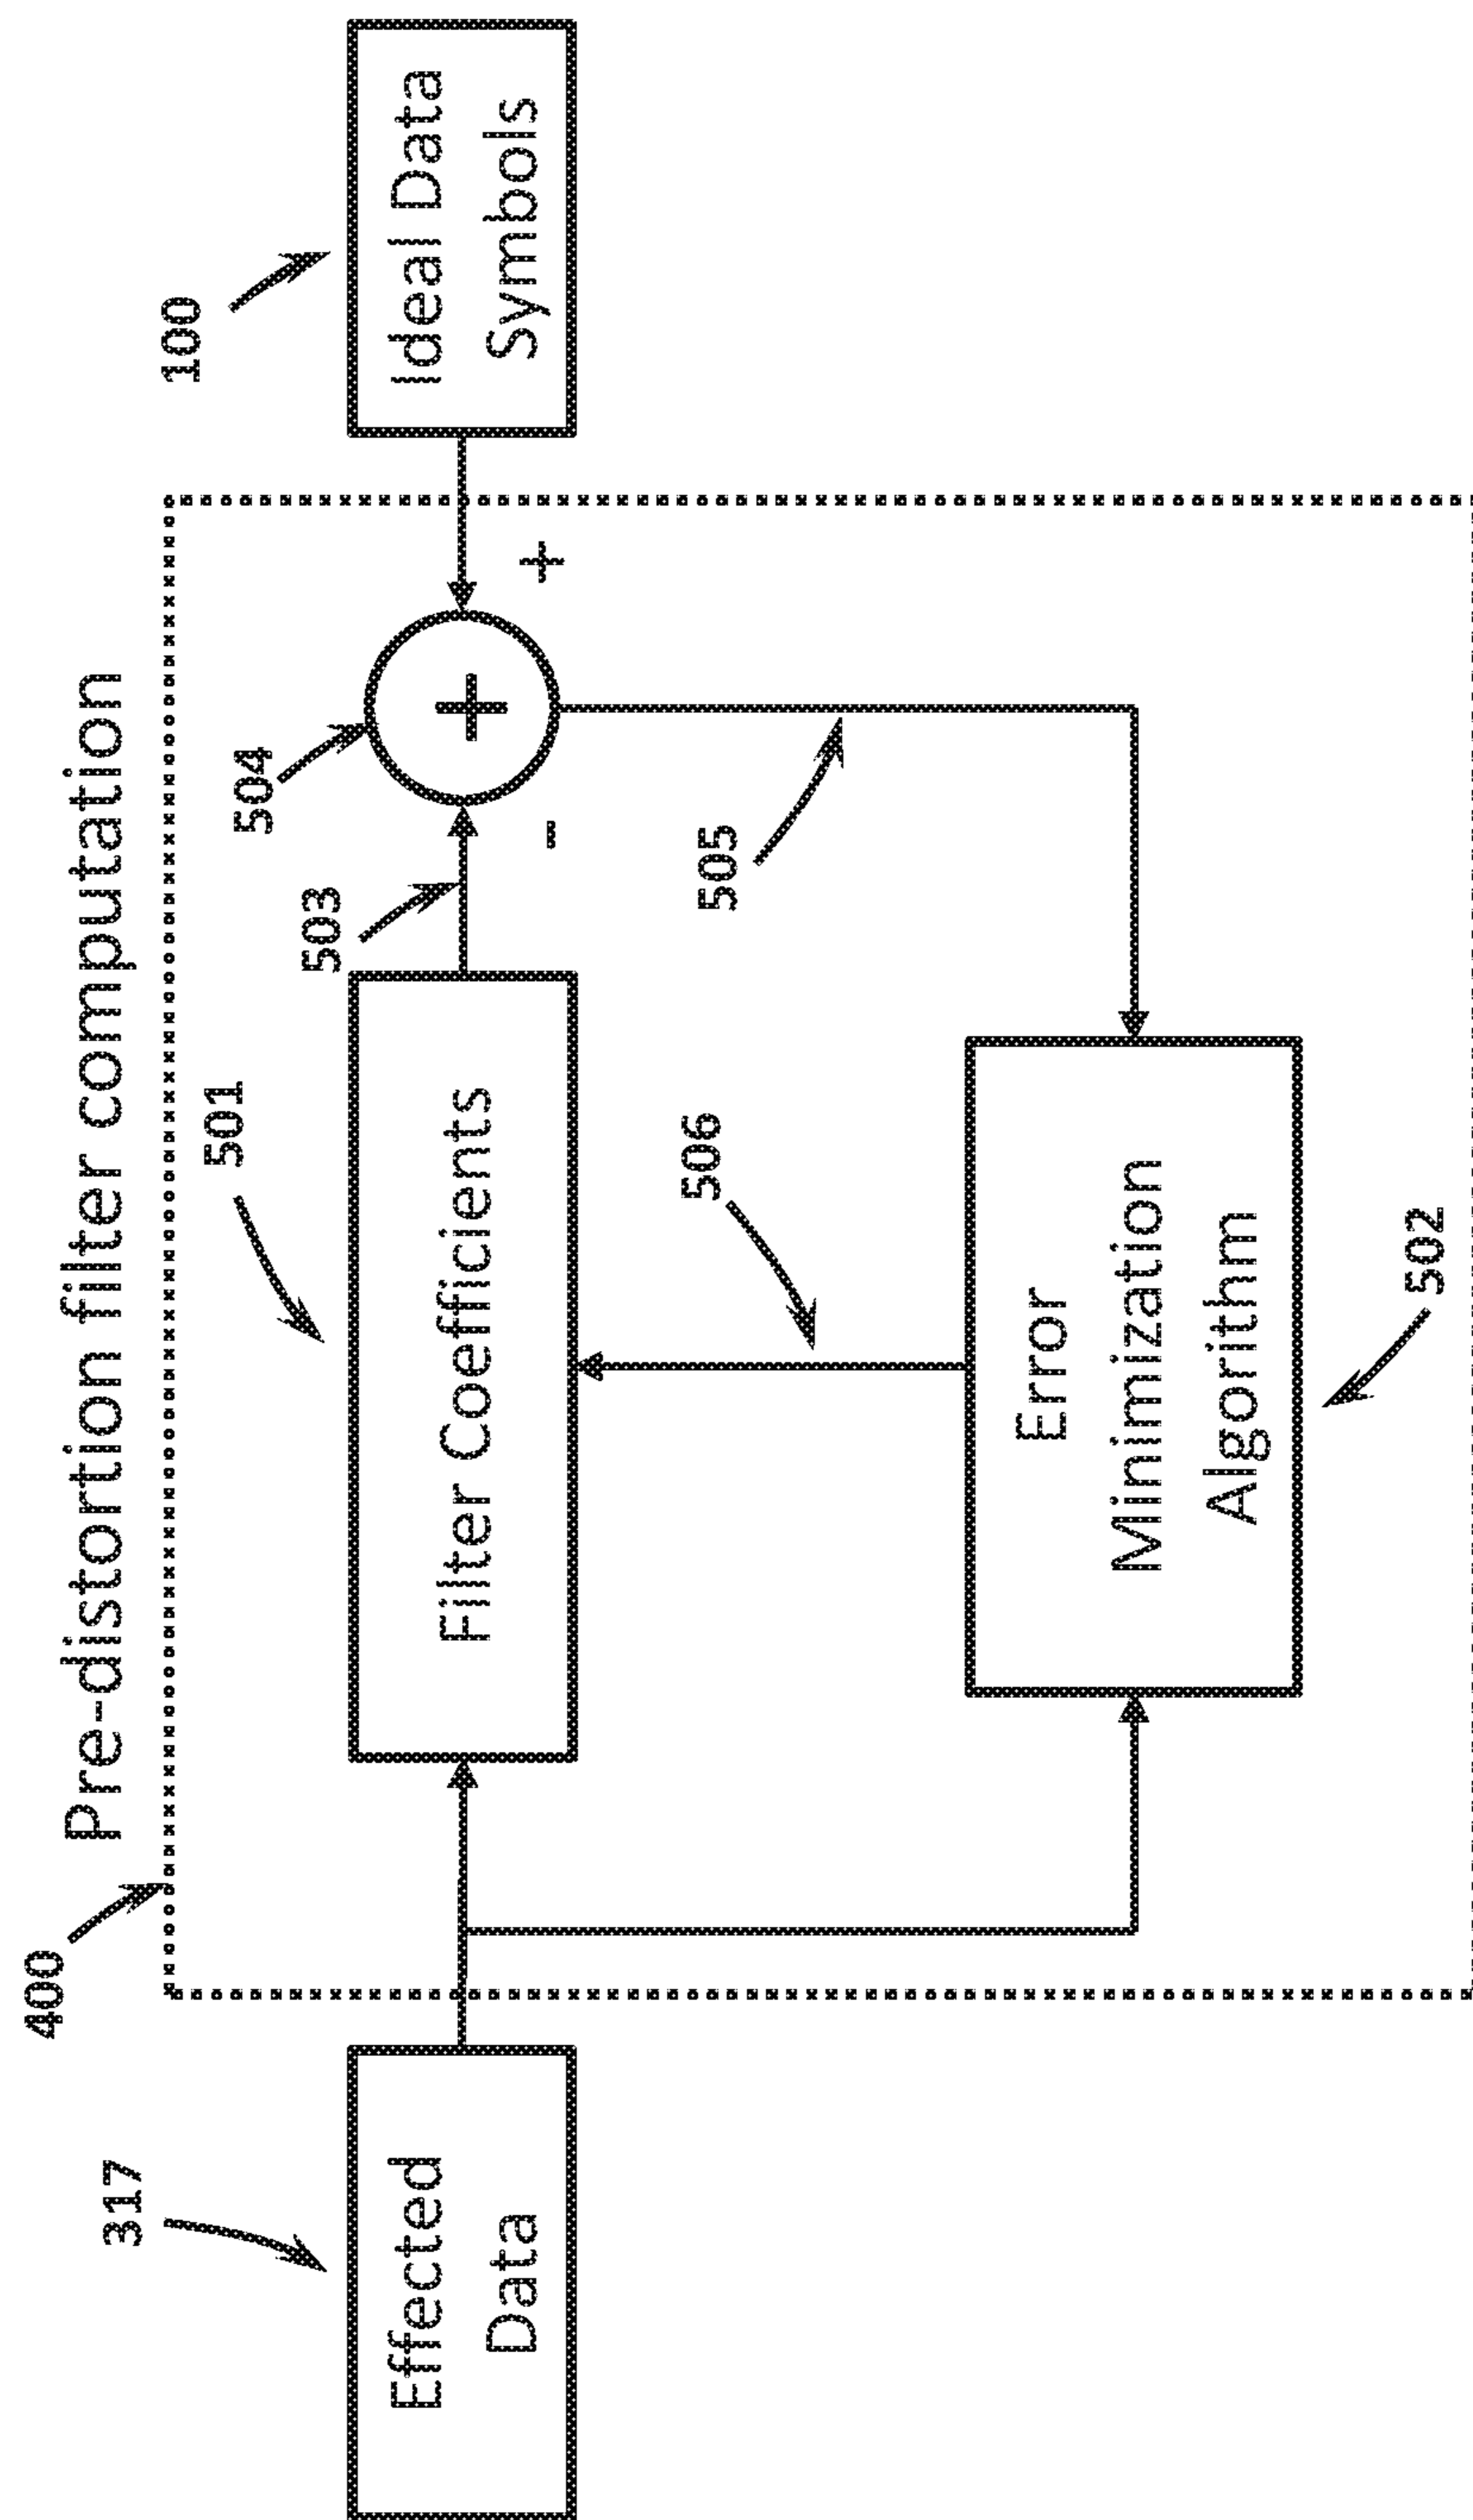 400
Pre-distortion filter computation
317
Effected
Data
501
Filter Coefficients
503
504
-
+
+
100
Ideal Data
Symbols
505
506
Error
Minimization
Algorithm
502